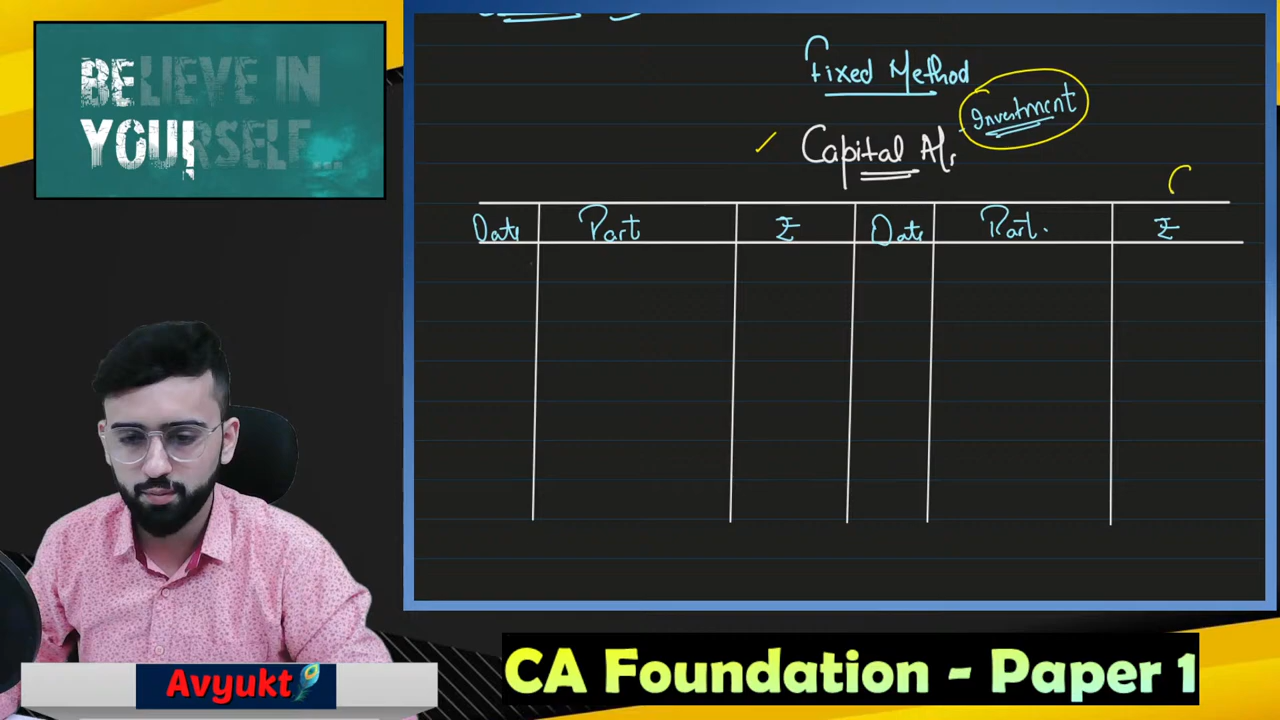 BELIEVE IN
YOURSELF...
Fixed Method
Investment
Capital A/c
Date Part ₹ Date Part. ₹
Avyukt
CA Foundation - Paper 1